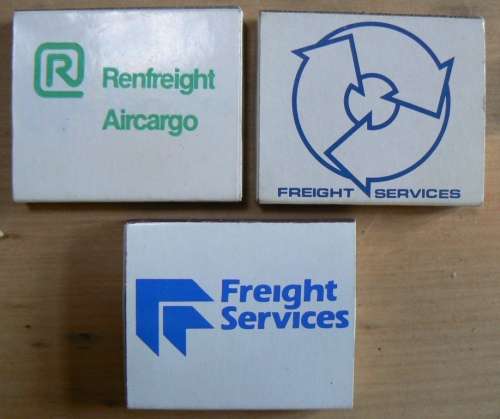 R
Renfreight
Aircargo
FREIGHT SERVICES
Freight
Services